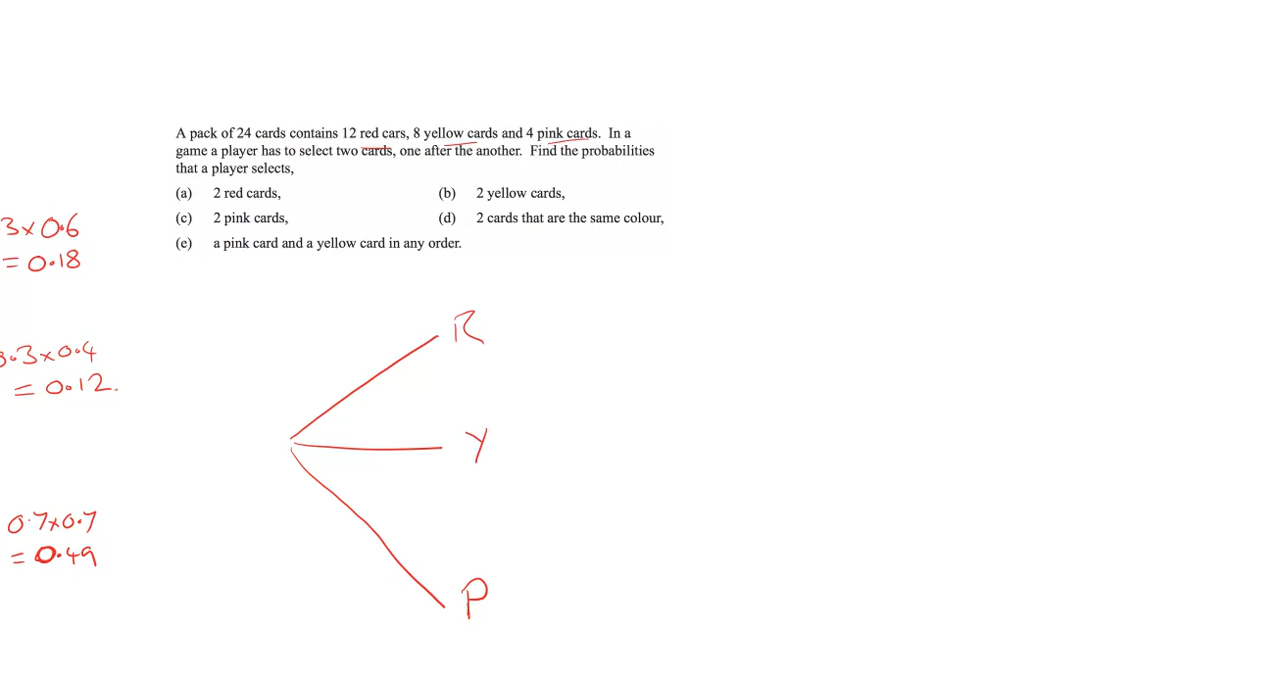 A pack of 24 cards contains 12 red cars, 8 yellow cards and 4 pink cards. In a
game a player has to select two cards, one after the another. Find the probabilities
that a player selects,
(a) 2 red cards,
(b) 2 yellow cards,
(c) 2 pink cards,
(d) 2 cards that are the same colour,
(e) a pink card and a yellow card in any order.
3×0.6
= 0.18
R
.3×0.4
= 0.12.
Y
0.7×0.7
= 0.49
P